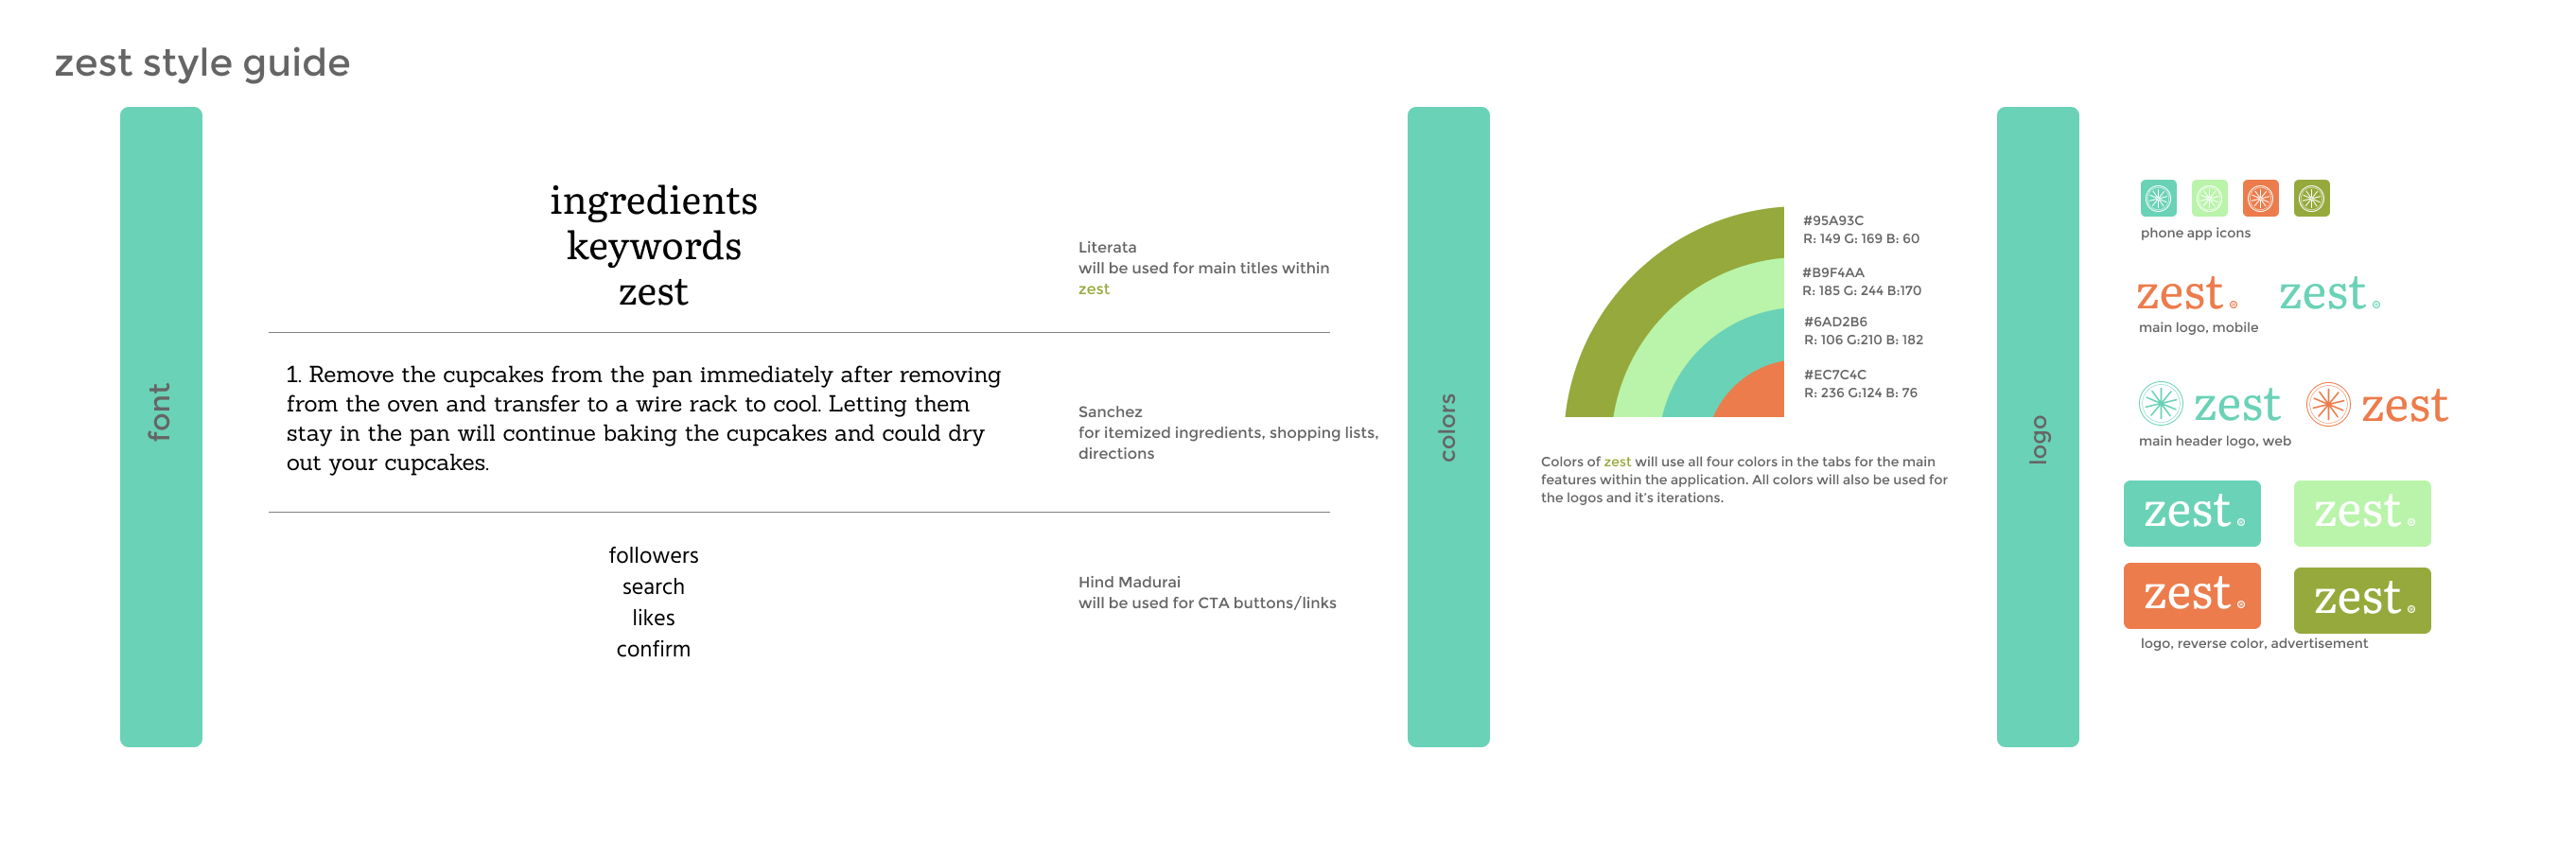 zest style guide
font
ingredients
keywords
zest
Literata
will be used for main titles within
zest
1. Remove the cupcakes from the pan immediately after removing
from the oven and transfer to a wire rack to cool. Letting them
stay in the pan will continue baking the cupcakes and could dry
out your cupcakes.
Sanchez
for itemized ingredients, shopping lists,
directions
followers
search
likes
confirm
Hind Madurai
will be used for CTA buttons/links
colors
#95A93C
R: 149 G: 169 B: 60
#B9F4AA
R: 185 G: 244 B:170
#6AD2B6
R: 106 G:210 B: 182
#EC7C4C
R: 236 G:124 B: 76
Colors of zest will use all four colors in the tabs for the main
features within the application. All colors will also be used for
the logos and it's iterations.
logo
phone app icons
zest. zest.
main logo, mobile
zest zest
main header logo, web
zest. zest.
zest. zest.
logo, reverse color, advertisement